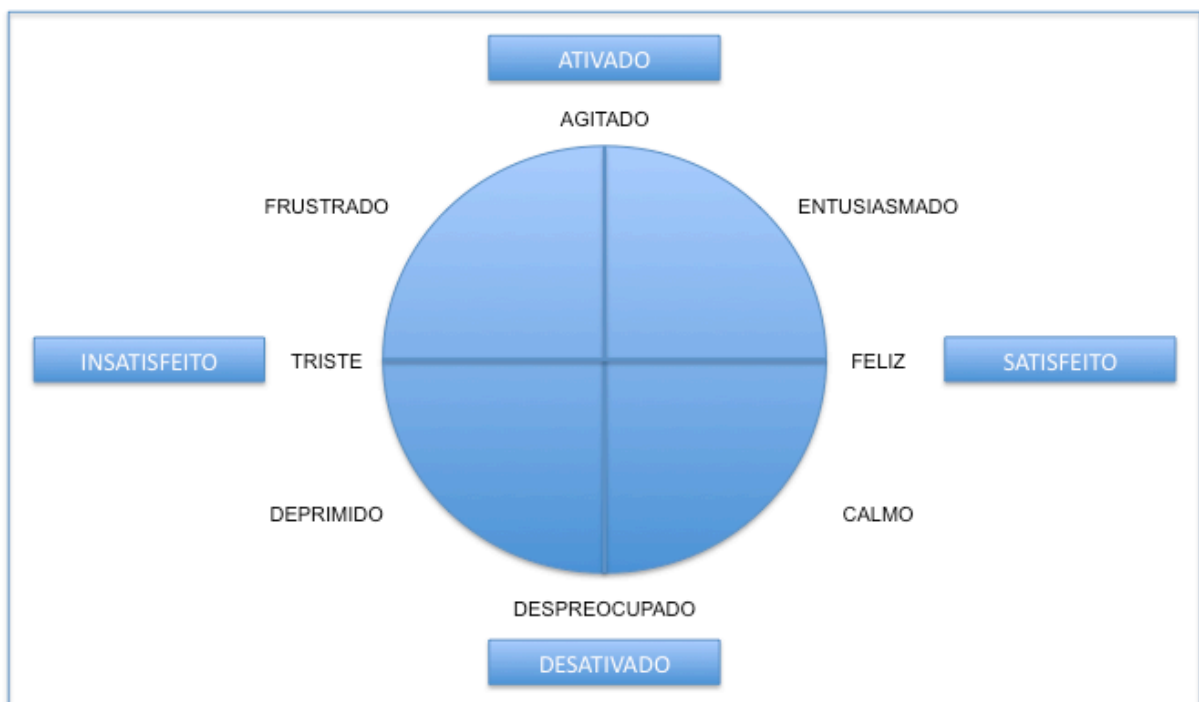 ATIVADO
AGITADO
FRUSTRADO
ENTUSIASMADO
INSATISFEITO
TRISTE
FELIZ
SATISFEITO
DEPRIMIDO
CALMO
DESPREOCUPADO
DESATIVADO